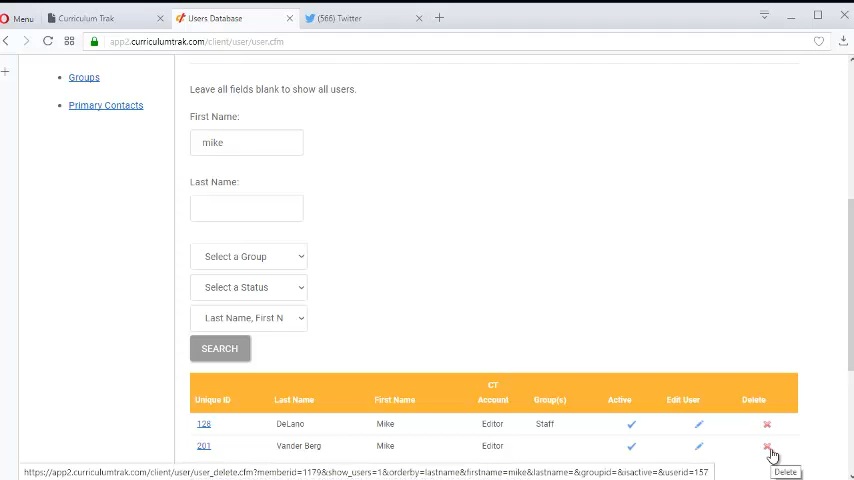 Menu
Curriculum Trak
Users Database
(566) Twitter
app2.curriculumtrak.com/client/user/user.cfm
Groups
Primary Contacts
Leave all fields blank to show all users.
First Name:
mike
Last Name:
Select a Group
Select a Status
Last Name, First N
SEARCH
Unique ID Last Name First Name CT Account Group(s) Active Edit User Delete
128 DeLano Mike Editor Staff
201 Vander Berg Mike Editor
https://app2.curriculumtrak.com/client/user/user_delete.cfm?memberid=1179&show_users=1&orderby=lastname&firstname=mike&lastname=&groupid=&isactive=&userid=157
Delete